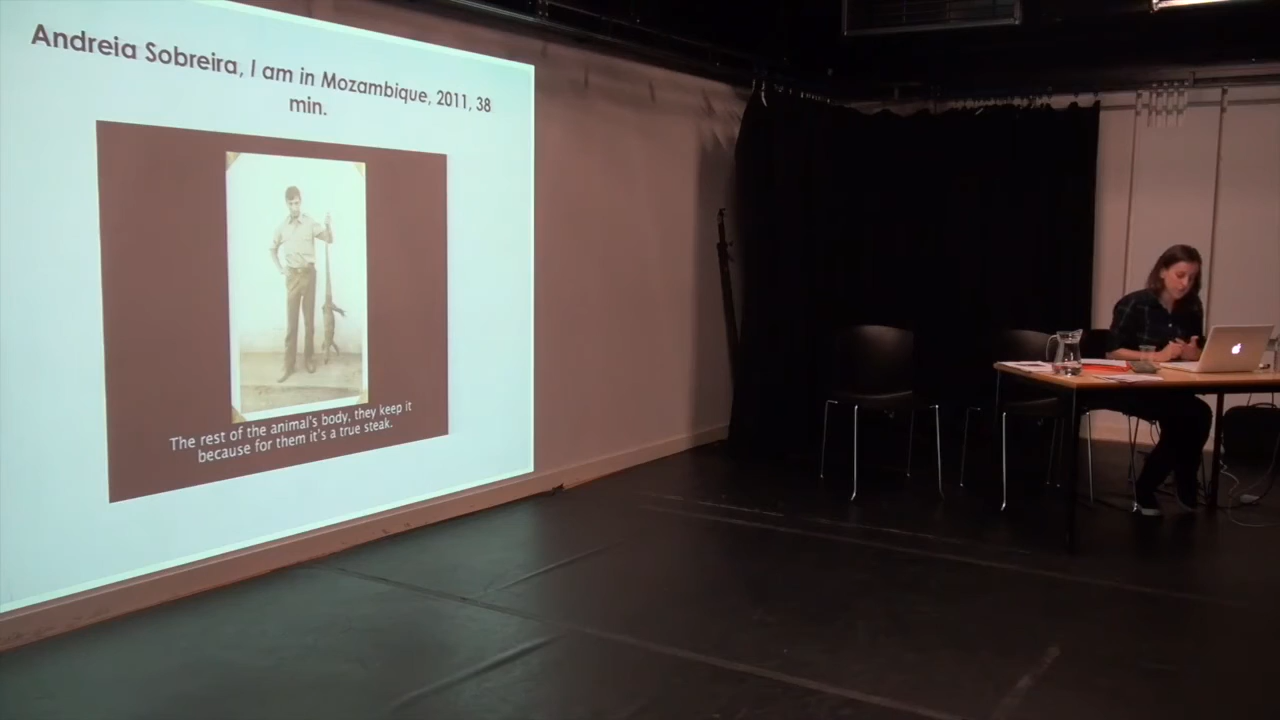 Andreia Sobreira, I am in Mozambique, 2011, 38
min.
The rest of the animal's body, they keep it
because for them it's a true steak.